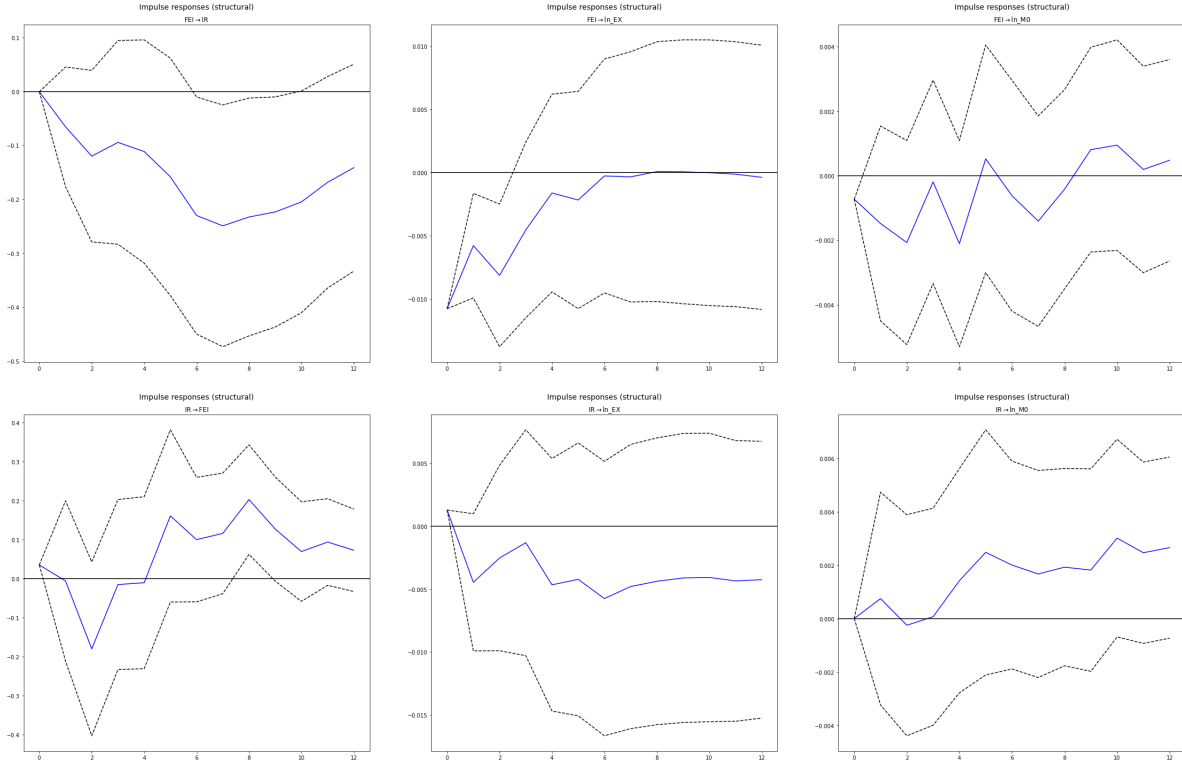 Impulse responses (structural)
FEI → IR
0.1
0.0
−0.1
−0.2
−0.3
−0.4
−0.5
0 2 4 6 8 10 12
Impulse responses (structural)
FEI → ln_EX
0.010
0.005
0.000
−0.005
−0.010
0 2 4 6 8 10 12
Impulse responses (structural)
FEI → ln_M0
0.004
0.002
0.000
−0.002
−0.004
0 2 4 6 8 10 12
Impulse responses (structural)
IR → FEI
0.4
0.3
0.2
0.1
0.0
−0.1
−0.2
−0.3
−0.4
0 2 4 6 8 10 12
Impulse responses (structural)
IR → ln_EX
0.005
0.000
−0.005
−0.010
−0.015
0 2 4 6 8 10 12
Impulse responses (structural)
IR → ln_M0
0.006
0.004
0.002
0.000
−0.002
−0.004
0 2 4 6 8 10 12